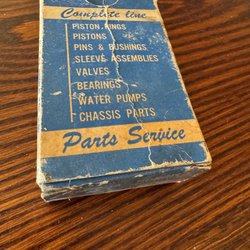 Complete line
PISTON RINGS
PISTONS
PINS & BUSHINGS
SLEEVE ASSEMBLIES
VALVES
BEARINGS
WATER PUMPS
CHASSIS PARTS
Parts Service